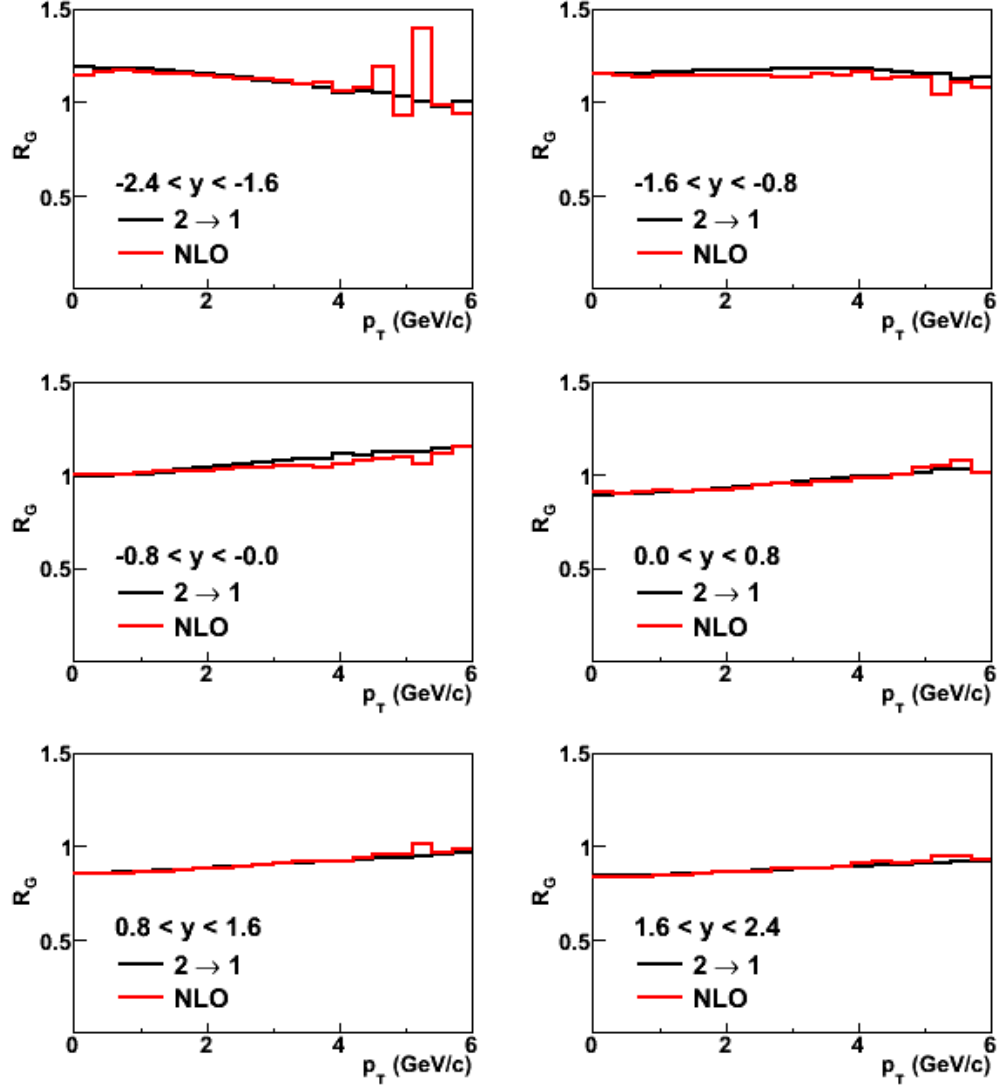 1.5
1
0.5
R_G
-2.4 < y < -1.6
2 → 1
NLO
0 2 4 6
p_T (GeV/c)
1.5
1
0.5
R_G
-1.6 < y < -0.8
2 → 1
NLO
0 2 4 6
p_T (GeV/c)
1.5
1
0.5
R_G
-0.8 < y < -0.0
2 → 1
NLO
0 2 4 6
p_T (GeV/c)
1.5
1
0.5
R_G
0.0 < y < 0.8
2 → 1
NLO
0 2 4 6
p_T (GeV/c)
1.5
1
0.5
R_G
0.8 < y < 1.6
2 → 1
NLO
0 2 4 6
p_T (GeV/c)
1.5
1
0.5
R_G
1.6 < y < 2.4
2 → 1
NLO
0 2 4 6
p_T (GeV/c)